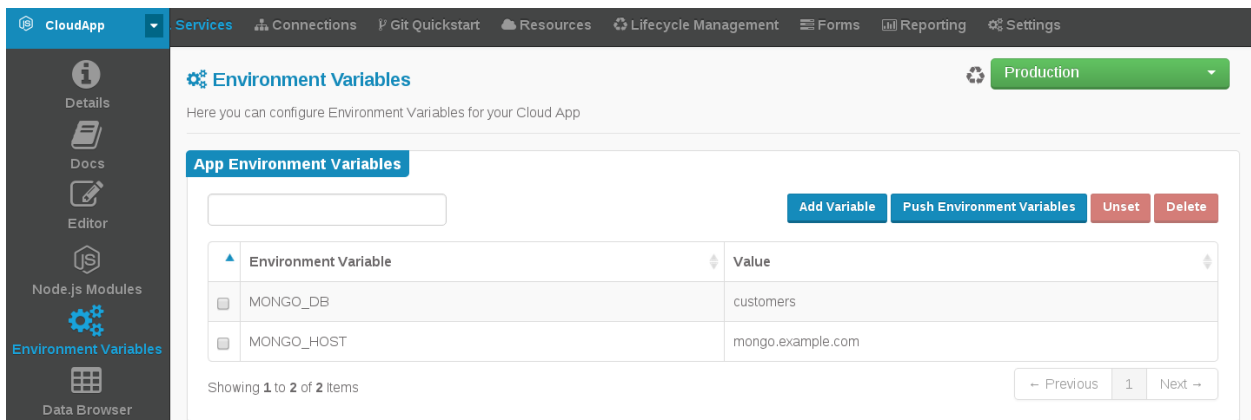 CloudApp
Services Connections Git Quickstart Resources Lifecycle Management Forms Reporting Settings
Details
Docs
Editor
Node.js Modules
Environment Variables
Data Browser
Environment Variables
Production
Here you can configure Environment Variables for your Cloud App
App Environment Variables
Add Variable Push Environment Variables Unset Delete
Environment Variable Value
MONGO_DB customers
MONGO_HOST mongo.example.com
Showing 1 to 2 of 2 Items
← Previous 1 Next →